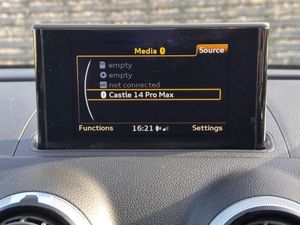 Media
Source
empty
empty
not connected
Castle 14 Pro Max
Functions
16:21
Settings